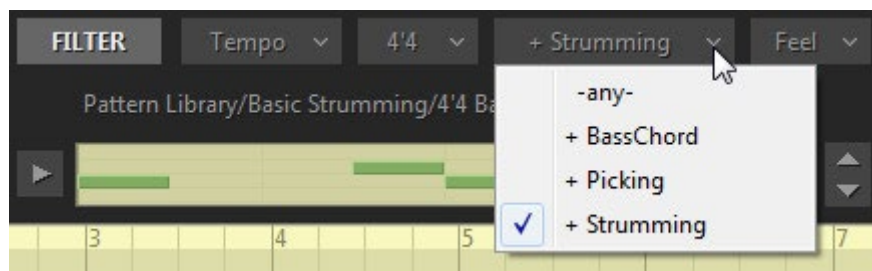 FILTER Tempo 4'4 + Strumming Feel
-any-
Pattern Library/Basic Strumming/4'4 Ba
+ BassChord
+ Picking
+ Strumming
3 4 5 7